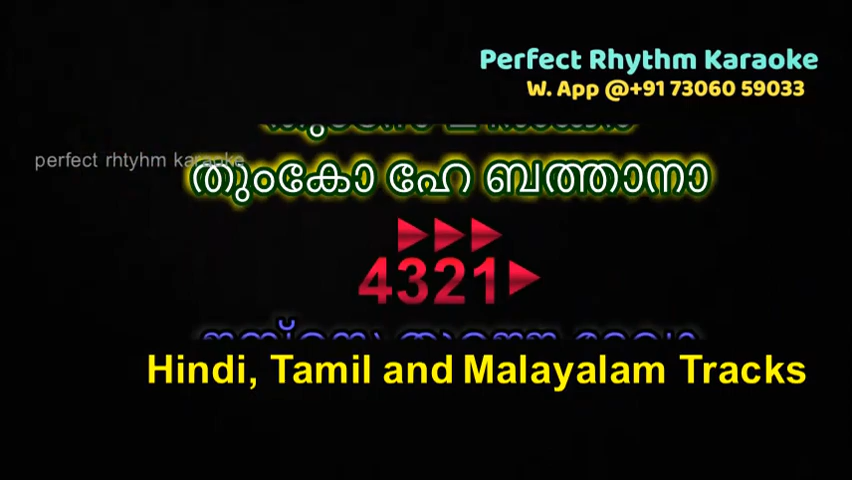 Perfect Rhythm Karaoke
W. App @+91 73060 59033
perfect rhtyhm karaoke
തുംകോ ഹേ ബത്താനാ
4321
Hindi, Tamil and Malayalam Tracks